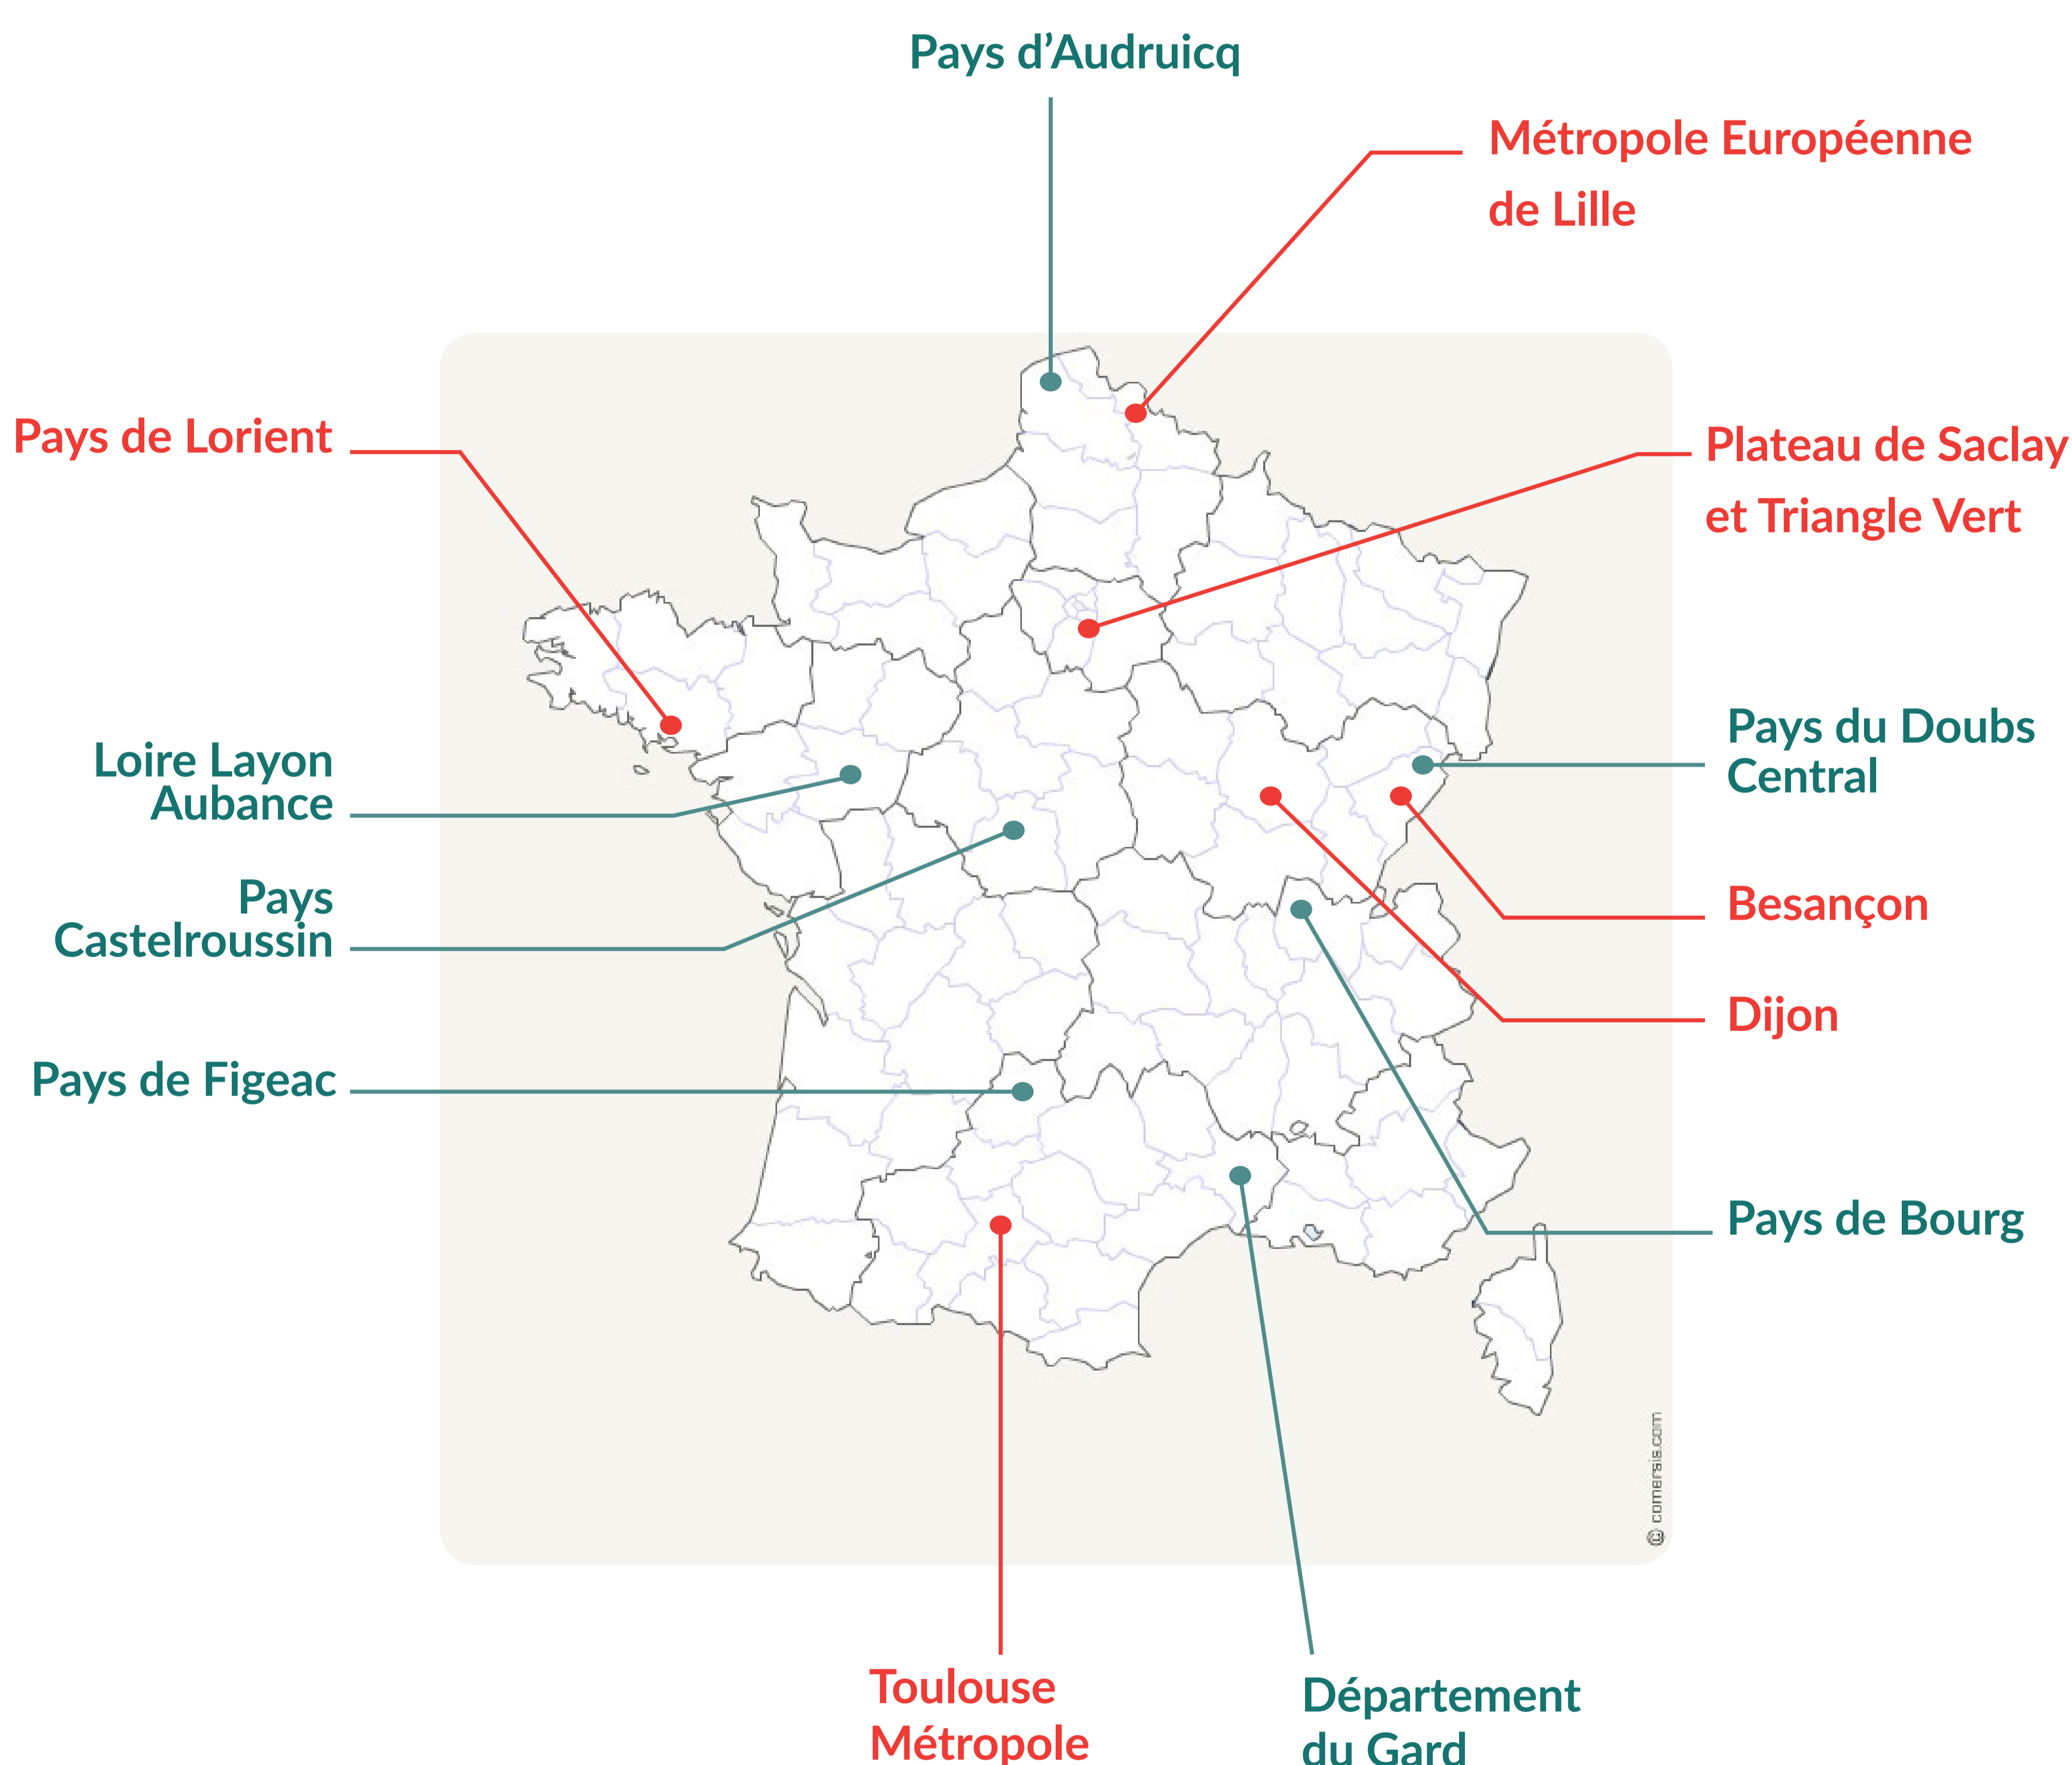 Pays d’Audruicq
Métropole Européenne
de Lille
Pays de Lorient
Plateau de Saclay
et Triangle Vert
Loire Layon
Aubance
Pays du Doubs
Central
Pays
Castelroussin
Besançon
Dijon
Pays de Figeac
Pays de Bourg
© comersis.com
Toulouse
Métropole
Département
du Gard